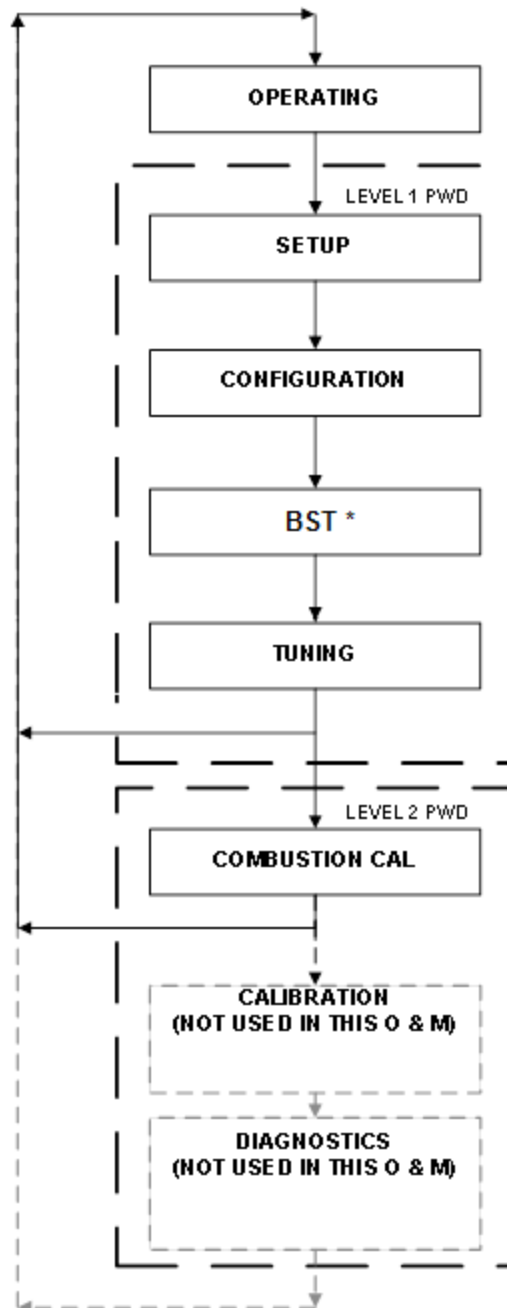 OPERATING
LEVEL 1 PWD
SETUP
CONFIGURATION
BST *
TUNING
LEVEL 2 PWD
COMBUSTION CAL
CALIBRATION
(NOT USED IN THIS O & M)
DIAGNOSTICS
(NOT USED IN THIS O & M)